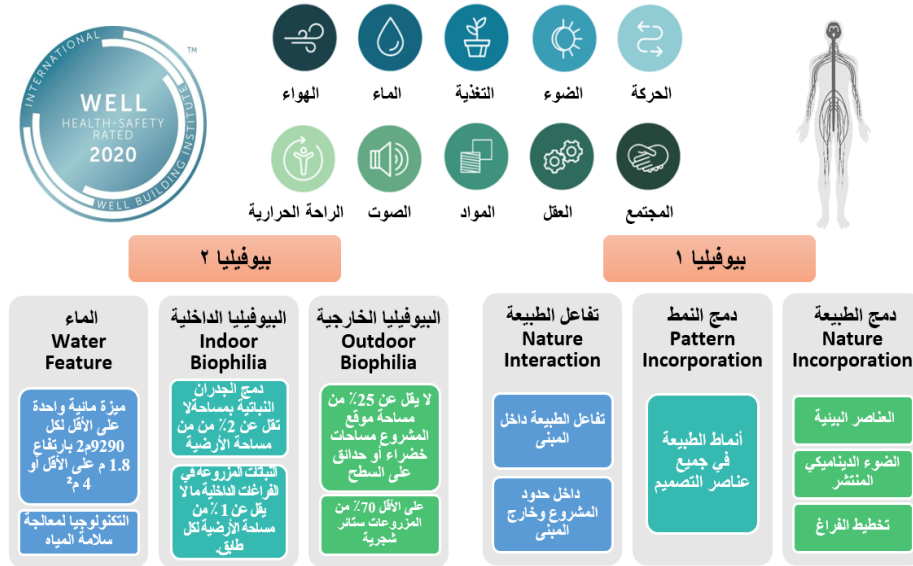 INTERNATIONAL
WELL BUILDING INSTITUTE
™
WELL
HEALTH-SAFETY
RATED
2020
الحركة
الضوء
التغذية
الماء
الهواء
المجتمع
العقل
المواد
الصوت
الراحة الحرارية
بيوفيليا ١
بيوفيليا ٢
دمج الطبيعة
Nature
Incorporation
العناصر البيئية
الضوء الديناميكي
المنتشر
تخطيط الفراغ
دمج النمط
Pattern
Incorporation
أنماط الطبيعة
في جميع
عناصر التصميم
تفاعل الطبيعة
Nature
Interaction
تفاعل الطبيعة داخل
المبنى
داخل حدود
المشروع وخارج
المبنى
البيوفيليا الخارجية
Outdoor
Biophilia
لا يقل عن 25٪ من
مساحة موقع
المشروع مساحات
خضراء أو حدائق
على السطح
على الأقل 70٪ من
المزروعات ستائر
شجرية
البيوفيليا الداخلية
Indoor
Biophilia
دمج الجدران
النباتية بمساحةلا
تقل عن 2٪ من من
مساحة الأرضية
النباتات المزروعة في
الفراغات الداخلية ما لا
يقل عن 1٪ من
مساحة الأرضية لكل
طابق.
الماء
Water
Feature
ميزة مائية واحدة
على الأقل لكل
9290م2 بارتفاع
1.8 م على الأقل أو
4 م²
التكنولوجيا لمعالجة
سلامة المياه